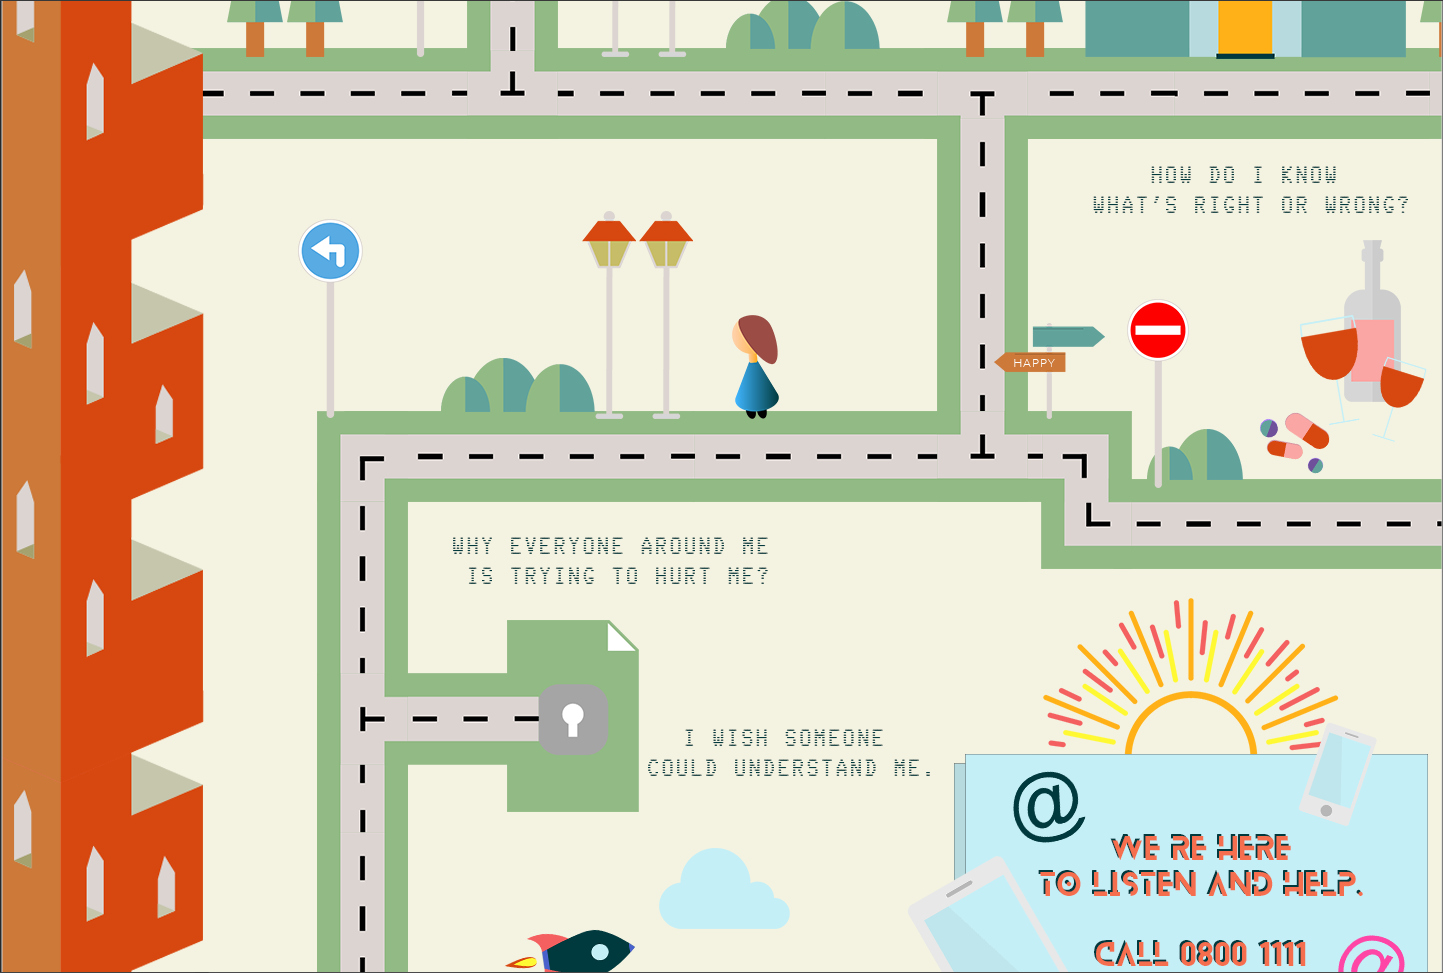 HOW DO I KNOW
WHAT'S RIGHT OR WRONG?
HAPPY
WHY EVERYONE AROUND ME
IS TRYING TO HURT ME?
I WISH SOMEONE
COULD UNDERSTAND ME.
@
WE RE HERE
TO LISTEN AND HELP.
CALL 0800 1111
@